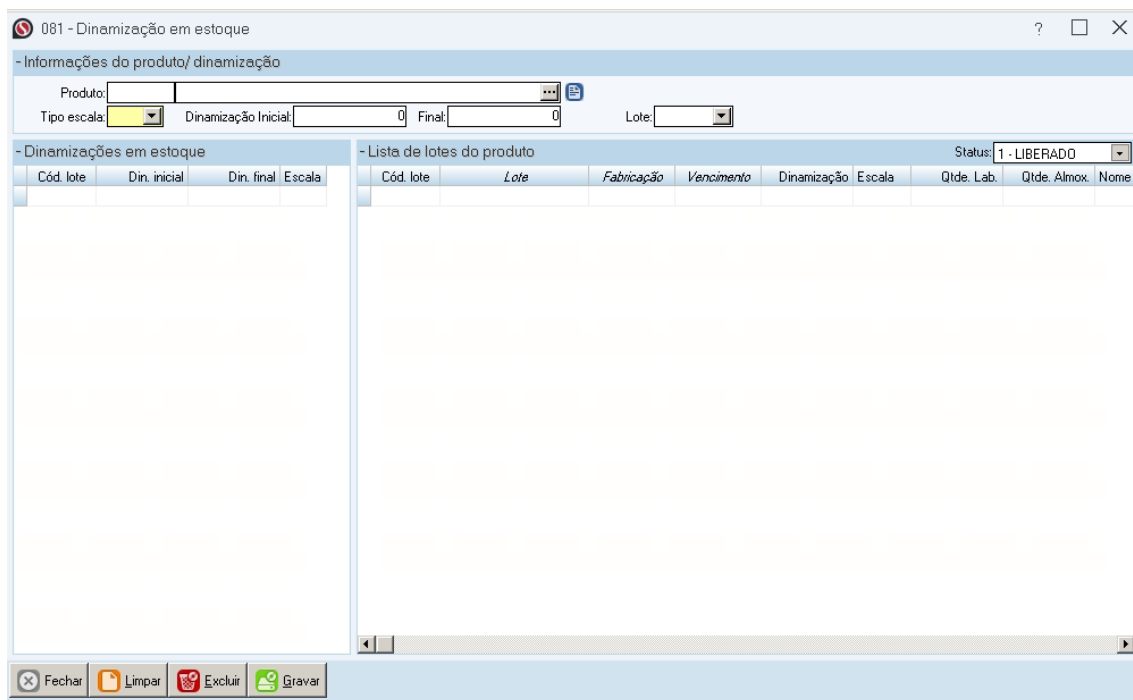 081 - Dinamização em estoque ?
- Informações do produto/ dinamização
Produto: ...
Tipo escala: Dinamização Inicial: 0 Final: 0 Lote:
- Dinamizações em estoque
Cód. lote Din. inicial Din. final Escala
- Lista de lotes do produto Status: 1 - LIBERADO
Cód. lote Lote Fabricação Vencimento Dinamização Escala Qtde. Lab. Qtde. Almox. Nome
Fechar Limpar Excluir Gravar